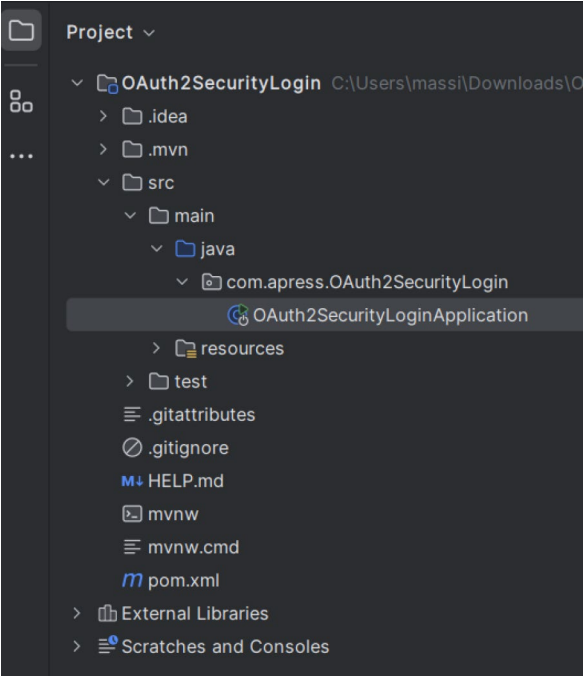 Project
OAuth2SecurityLogin C:\Users\massi\Downloads\O
.idea
.mvn
src
main
java
com.apress.OAuth2SecurityLogin
OAuth2SecurityLoginApplication
resources
test
.gitattributes
.gitignore
M↓ HELP.md
mvnw
mvnw.cmd
m pom.xml
External Libraries
Scratches and Consoles